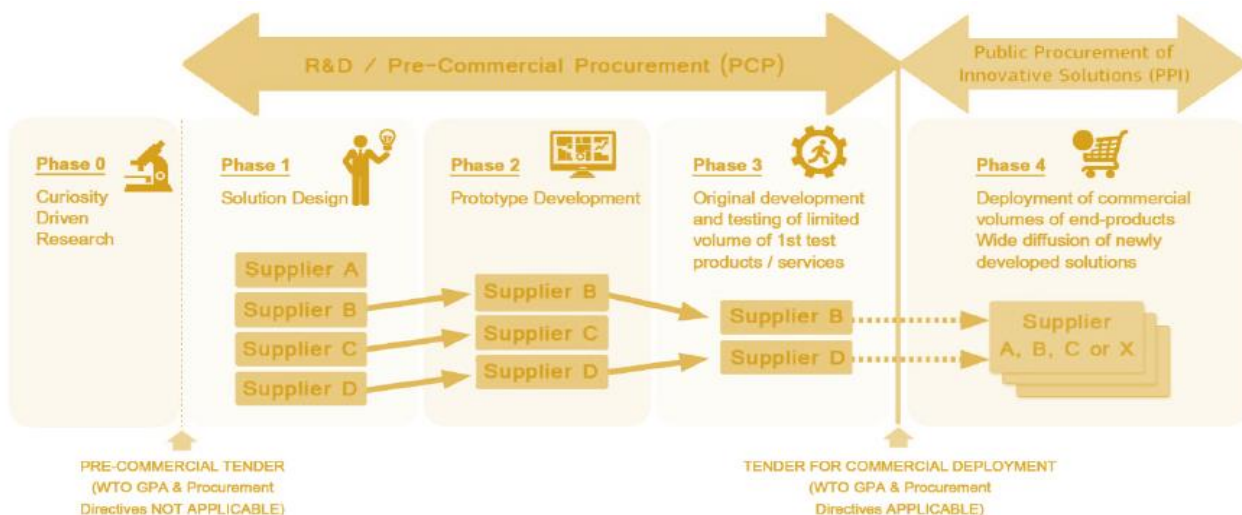 R&D / Pre-Commercial Procurement (PCP)
Public Procurement of
Innovative Solutions (PPI)
Phase 0
Curiosity
Driven
Research
Phase 1
Solution Design
Supplier A
Supplier B
Supplier C
Supplier D
Phase 2
Prototype Development
Supplier B
Supplier C
Supplier D
Phase 3
Original development
and testing of limited
volume of 1st test
products / services
Supplier B
Supplier D
Phase 4
Deployment of commercial
volumes of end-products
Wide diffusion of newly
developed solutions
Supplier
A, B, C or X
PRE-COMMERCIAL TENDER
(WTO GPA & Procurement
Directives NOT APPLICABLE)
TENDER FOR COMMERCIAL DEPLOYMENT
(WTO GPA & Procurement
Directives APPLICABLE)